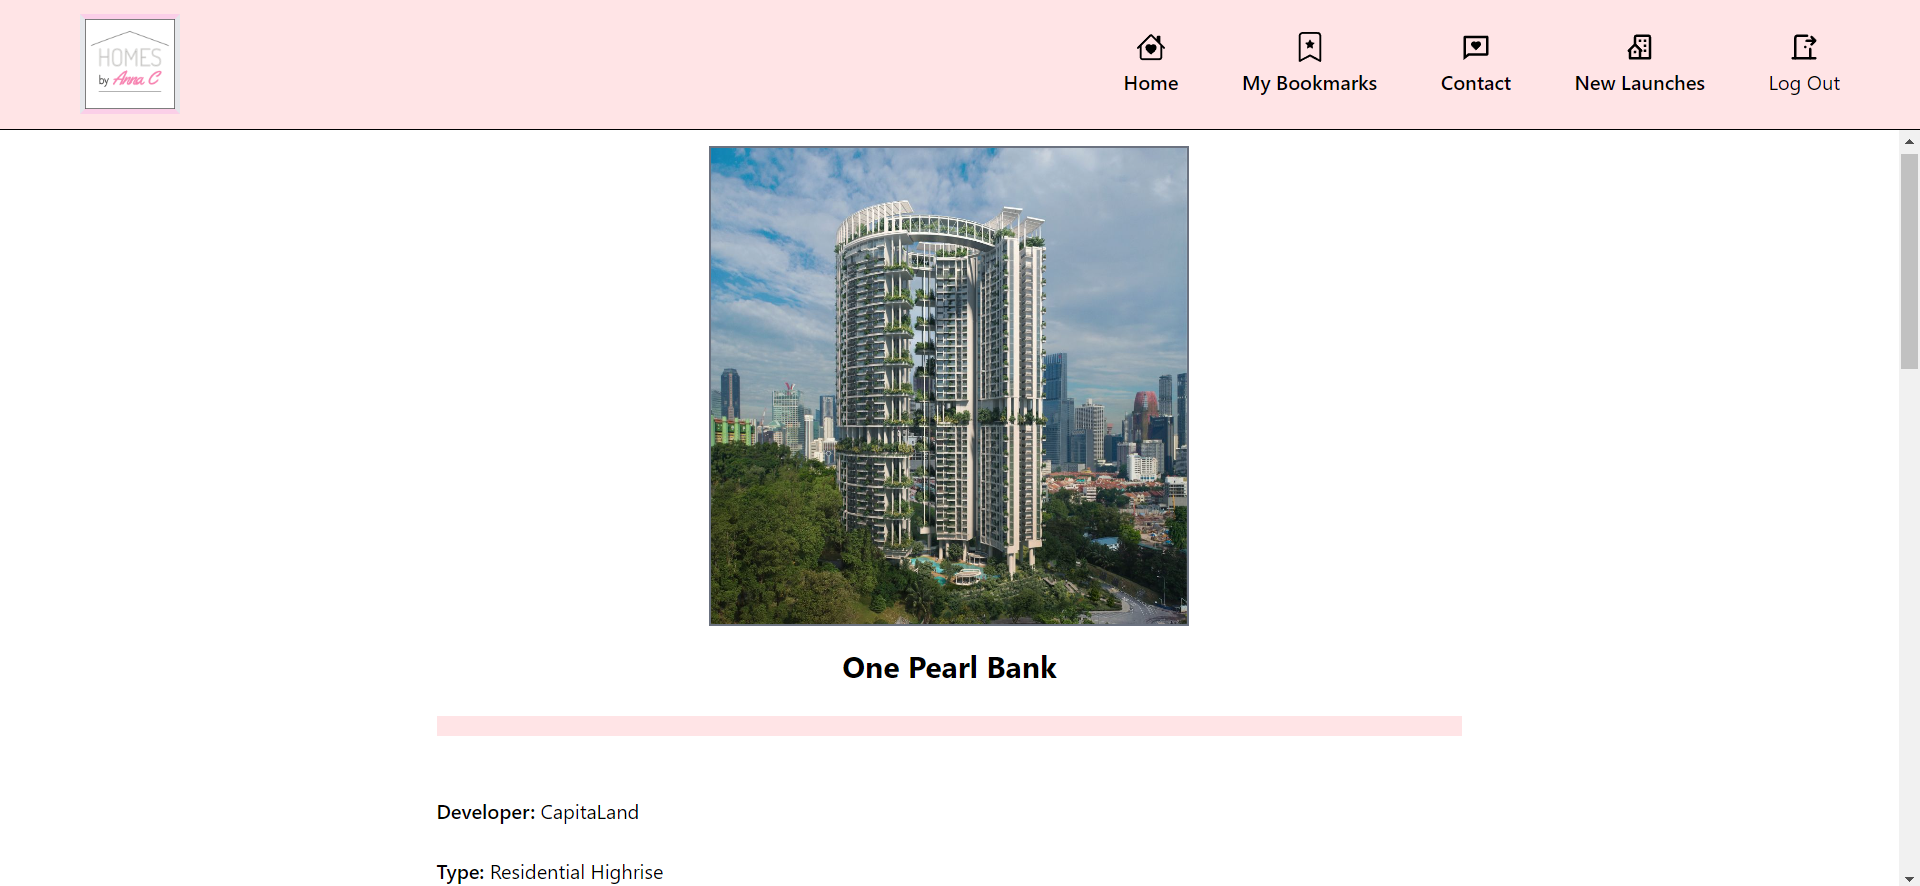 HOMES
by Anna C
Home
My Bookmarks
Contact
New Launches
Log Out
One Pearl Bank
Developer: CapitaLand
Type: Residential Highrise